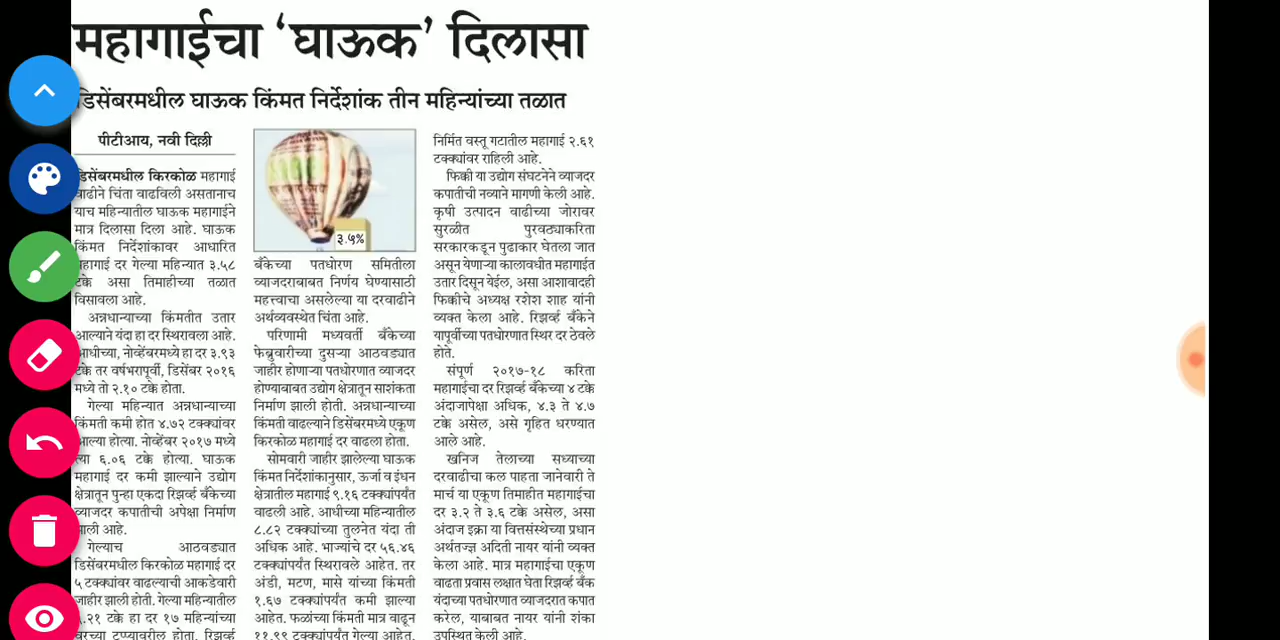 महागाईचा ‘घाऊक’ दिलासा
डिसेंबरमधील घाऊक किंमत निर्देशांक तीन महिन्यांच्या तळात
पीटीआय, नवी दिल्ली
डिसेंबरमधील किरकोळ महागाई
वाढीने चिंता वाढविली असतानाच
याच महिन्यातील घाऊक महागाईने
मात्र दिलासा दिला आहे. घाऊक
किंमत निर्देशांकावर आधारित
महागाई दर गेल्या महिन्यात ३.५८
टक्के असा तिमाहीच्या तळात
विसावला आहे.
अन्नधान्याच्या किंमतीत उतार
आल्याने यंदा हा दर स्थिरावला आहे.
आधीच्या, नोव्हेंबरमध्ये हा दर ३.९३
टक्के तर वर्षभरापूर्वी, डिसेंबर २०१६
मध्ये तो २.१० टक्के होता.
गेल्या महिन्यात अन्नधान्याच्या
किंमती कमी होत ४.७२ टक्क्यांवर
आल्या होत्या. नोव्हेंबर २०१७ मध्ये
त्या ६.०६ टक्के होत्या. घाऊक
महागाई दर कमी झाल्याने उद्योग
क्षेत्रातून पुन्हा एकदा रिझर्व्ह बँकेच्या
व्याजदर कपातीची अपेक्षा निर्माण
झाली आहे.
गेल्याच आठवड्यात
डिसेंबरमधील किरकोळ महागाई दर
५ टक्क्यांवर वाढल्याची आकडेवारी
जाहीर झाली होती. गेल्या महिन्यातील
.२१ टक्के हा दर १७ महिन्यांच्या
वरच्या टप्प्यावरील होता. रिझर्व्ह
३.५%
बँकेच्या पतधोरण समितीला
व्याजदराबाबत निर्णय घेण्यासाठी
महत्त्वाचा असलेल्या या दरवाढीने
अर्थव्यवस्थेत चिंता आहे.
परिणामी मध्यवर्ती बँकेच्या
फेब्रुवारीच्या दुसऱ्या आठवड्यात
जाहीर होणाऱ्या पतधोरणात व्याजदर
होण्याबाबत उद्योग क्षेत्रातून साशंकता
निर्माण झाली होती. अन्नधान्याच्या
किंमती वाढल्याने डिसेंबरमध्ये एकूण
किरकोळ महागाई दर वाढला होता.
सोमवारी जाहीर झालेल्या घाऊक
किंमत निर्देशांकानुसार, ऊर्जा व इंधन
क्षेत्रातील महागाई ९.१६ टक्क्यांपर्यंत
वाढली आहे. आधीच्या महिन्यातील
८.८२ टक्क्यांच्या तुलनेत यंदा ती
अधिक आहे. भाज्यांचे दर ५६.४६
टक्क्यांपर्यंत स्थिरावले आहेत. तर
अंडी, मटण, मासे यांच्या किंमती
१.६७ टक्क्यांपर्यंत कमी झाल्या
आहेत. फळांच्या किंमती मात्र वाढून
११.९९ टक्क्यांपर्यंत गेल्या आहेत.
निर्मित वस्तू गटातील महागाई २.६१
टक्क्यांवर राहिली आहे.
फिक्की या उद्योग संघटनेने व्याजदर
कपातीची नव्याने मागणी केली आहे.
कृषी उत्पादन वाढीच्या जोरावर
सुरळीत पुरवठ्याकरिता
सरकारकडून पुढाकार घेतला जात
असून येणाऱ्या कालावधीत महागाईत
उतार दिसून येईल, असा आशावादही
फिक्कीचे अध्यक्ष रशेश शाह यांनी
व्यक्त केला आहे. रिझर्व्ह बँकेने
यापूर्वीच्या पतधोरणात स्थिर दर ठेवले
होते.
संपूर्ण २०१७-१८ करिता
महागाईचा दर रिझर्व्ह बँकेच्या ४ टक्के
अंदाजापेक्षा अधिक, ४.३ ते ४.७
टक्के असेल, असे गृहित धरण्यात
आले आहे.
खनिज तेलाच्या सध्याच्या
दरवाढीचा कल पाहता जानेवारी ते
मार्च या एकूण तिमाहीत महागाईचा
दर ३.२ ते ३.६ टक्के असेल, असा
अंदाज इक्रा या वित्तसंस्थेच्या प्रधान
अर्थतज्ज्ञ अदिती नायर यांनी व्यक्त
केला आहे. मात्र महागाईचा एकूण
वाढता प्रवास लक्षात घेता रिझर्व्ह बँक
यंदाच्या पतधोरणात व्याजदरात कपात
करेल, याबाबत नायर यांनी शंका
उपस्थित केली आहे.